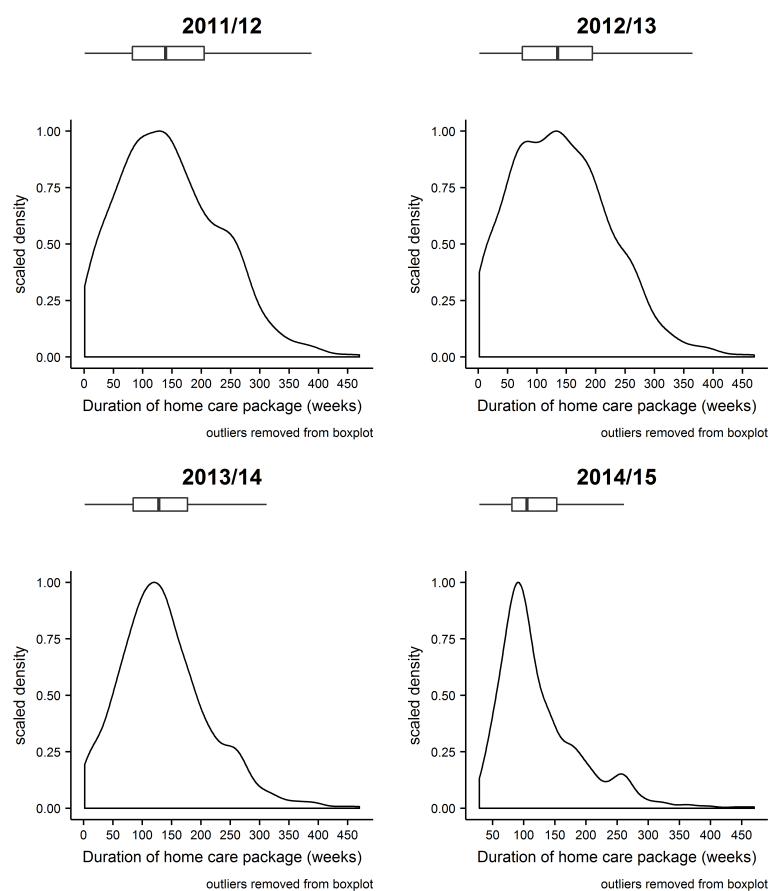 2011/12
1.00
0.75
0.50
0.25
0.00
scaled density
0 50 100 150 200 250 300 350 400 450
Duration of home care package (weeks)
outliers removed from boxplot
2012/13
1.00
0.75
0.50
0.25
0.00
scaled density
0 50 100 150 200 250 300 350 400 450
Duration of home care package (weeks)
outliers removed from boxplot
2013/14
1.00
0.75
0.50
0.25
0.00
scaled density
0 50 100 150 200 250 300 350 400 450
Duration of home care package (weeks)
outliers removed from boxplot
2014/15
1.00
0.75
0.50
0.25
0.00
scaled density
50 100 150 200 250 300 350 400 450
Duration of home care package (weeks)
outliers removed from boxplot